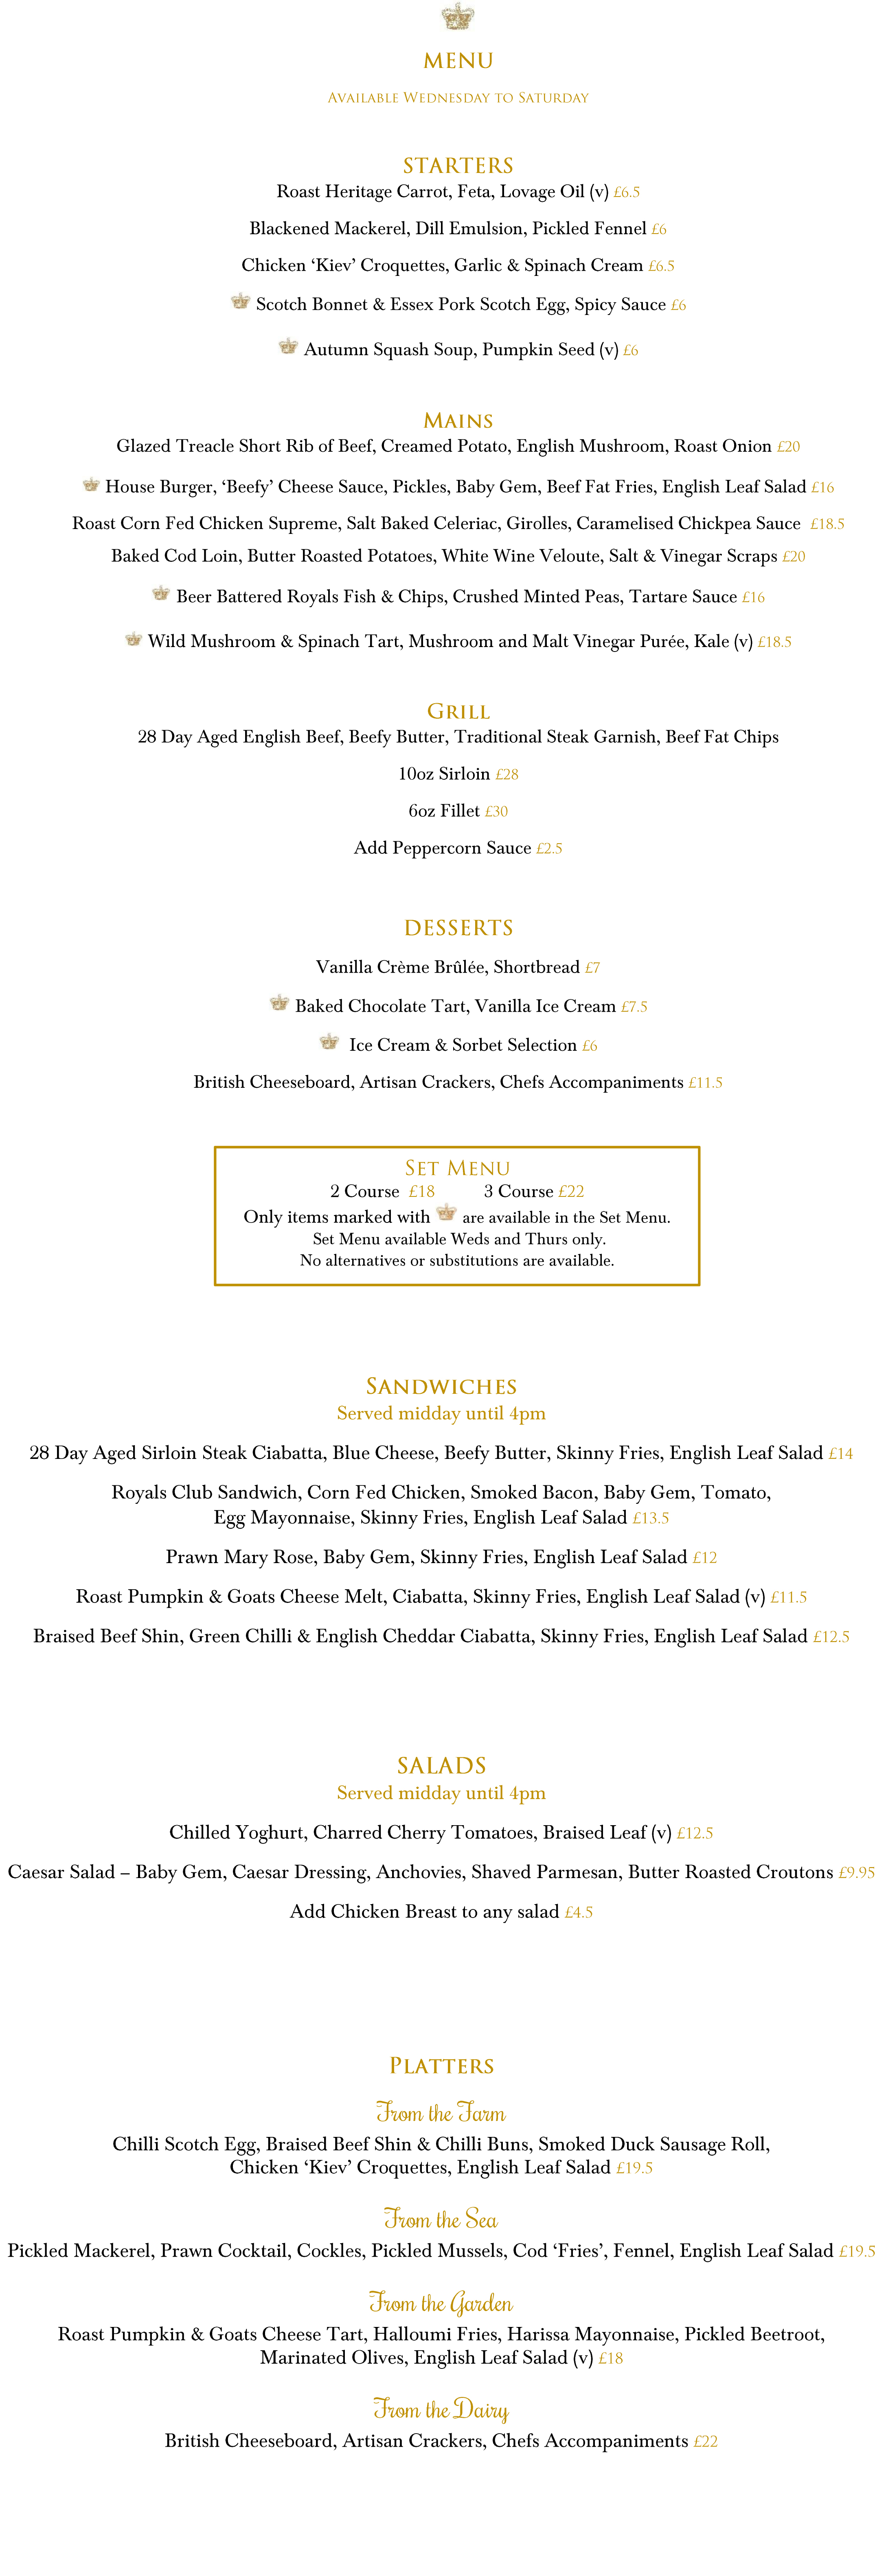 MENU
Available Wednesday to Saturday
STARTERS
Roast Heritage Carrot, Feta, Lovage Oil (v) £6.5
Blackened Mackerel, Dill Emulsion, Pickled Fennel £6
Chicken ‘Kiev’ Croquettes, Garlic & Spinach Cream £6.5
Scotch Bonnet & Essex Pork Scotch Egg, Spicy Sauce £6
Autumn Squash Soup, Pumpkin Seed (v) £6
Mains
Glazed Treacle Short Rib of Beef, Creamed Potato, English Mushroom, Roast Onion £20
House Burger, ‘Beefy’ Cheese Sauce, Pickles, Baby Gem, Beef Fat Fries, English Leaf Salad £16
Roast Corn Fed Chicken Supreme, Salt Baked Celeriac, Girolles, Caramelised Chickpea Sauce £18.5
Baked Cod Loin, Butter Roasted Potatoes, White Wine Veloute, Salt & Vinegar Scraps £20
Beer Battered Royals Fish & Chips, Crushed Minted Peas, Tartare Sauce £16
Wild Mushroom & Spinach Tart, Mushroom and Malt Vinegar Purée, Kale (v) £18.5
Grill
28 Day Aged English Beef, Beefy Butter, Traditional Steak Garnish, Beef Fat Chips
10oz Sirloin £28
6oz Fillet £30
Add Peppercorn Sauce £2.5
DESSERTS
Vanilla Crème Brûlée, Shortbread £7
Baked Chocolate Tart, Vanilla Ice Cream £7.5
Ice Cream & Sorbet Selection £6
British Cheeseboard, Artisan Crackers, Chefs Accompaniments £11.5
Set Menu
2 Course £18 3 Course £22
Only items marked with are available in the Set Menu.
Set Menu available Weds and Thurs only.
No alternatives or substitutions are available.
Sandwiches
Served midday until 4pm
28 Day Aged Sirloin Steak Ciabatta, Blue Cheese, Beefy Butter, Skinny Fries, English Leaf Salad £14
Royals Club Sandwich, Corn Fed Chicken, Smoked Bacon, Baby Gem, Tomato,
Egg Mayonnaise, Skinny Fries, English Leaf Salad £13.5
Prawn Mary Rose, Baby Gem, Skinny Fries, English Leaf Salad £12
Roast Pumpkin & Goats Cheese Melt, Ciabatta, Skinny Fries, English Leaf Salad (v) £11.5
Braised Beef Shin, Green Chilli & English Cheddar Ciabatta, Skinny Fries, English Leaf Salad £12.5
SALADS
Served midday until 4pm
Chilled Yoghurt, Charred Cherry Tomatoes, Braised Leaf (v) £12.5
Caesar Salad – Baby Gem, Caesar Dressing, Anchovies, Shaved Parmesan, Butter Roasted Croutons £9.95
Add Chicken Breast to any salad £4.5
Platters
From the Farm
Chilli Scotch Egg, Braised Beef Shin & Chilli Buns, Smoked Duck Sausage Roll,
Chicken ‘Kiev’ Croquettes, English Leaf Salad £19.5
From the Sea
Pickled Mackerel, Prawn Cocktail, Cockles, Pickled Mussels, Cod ‘Fries’, Fennel, English Leaf Salad £19.5
From the Garden
Roast Pumpkin & Goats Cheese Tart, Halloumi Fries, Harissa Mayonnaise, Pickled Beetroot,
Marinated Olives, English Leaf Salad (v) £18
From the Dairy
British Cheeseboard, Artisan Crackers, Chefs Accompaniments £22